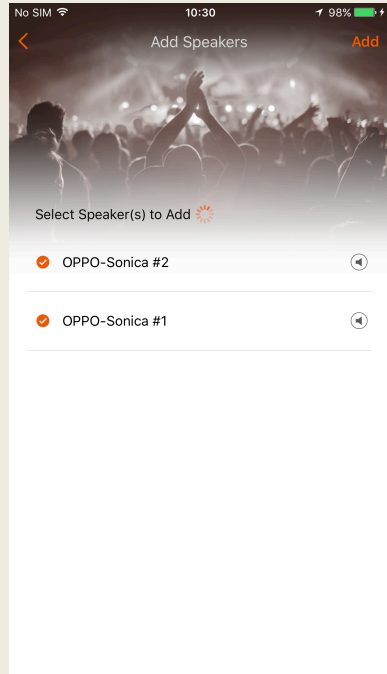 No SIM 10:30 98%
Add Speakers Add
Select Speaker(s) to Add
OPPO-Sonica #2
OPPO-Sonica #1